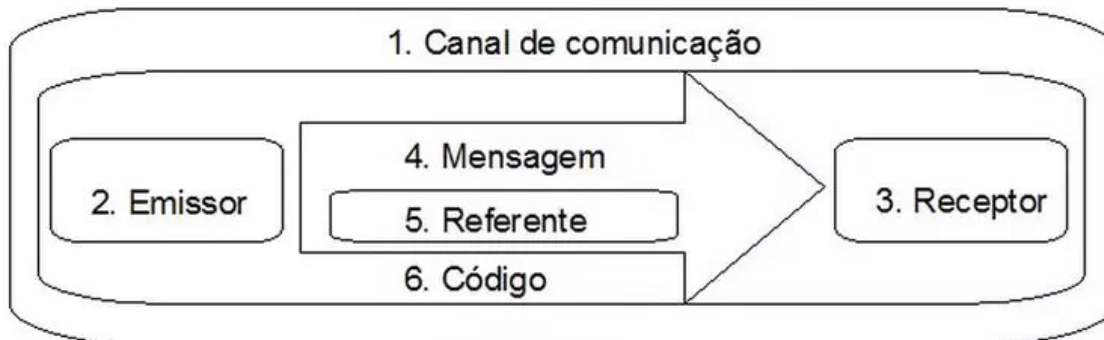 1. Canal de comunicação
4. Mensagem
2. Emissor
5. Referente
3. Receptor
6. Código